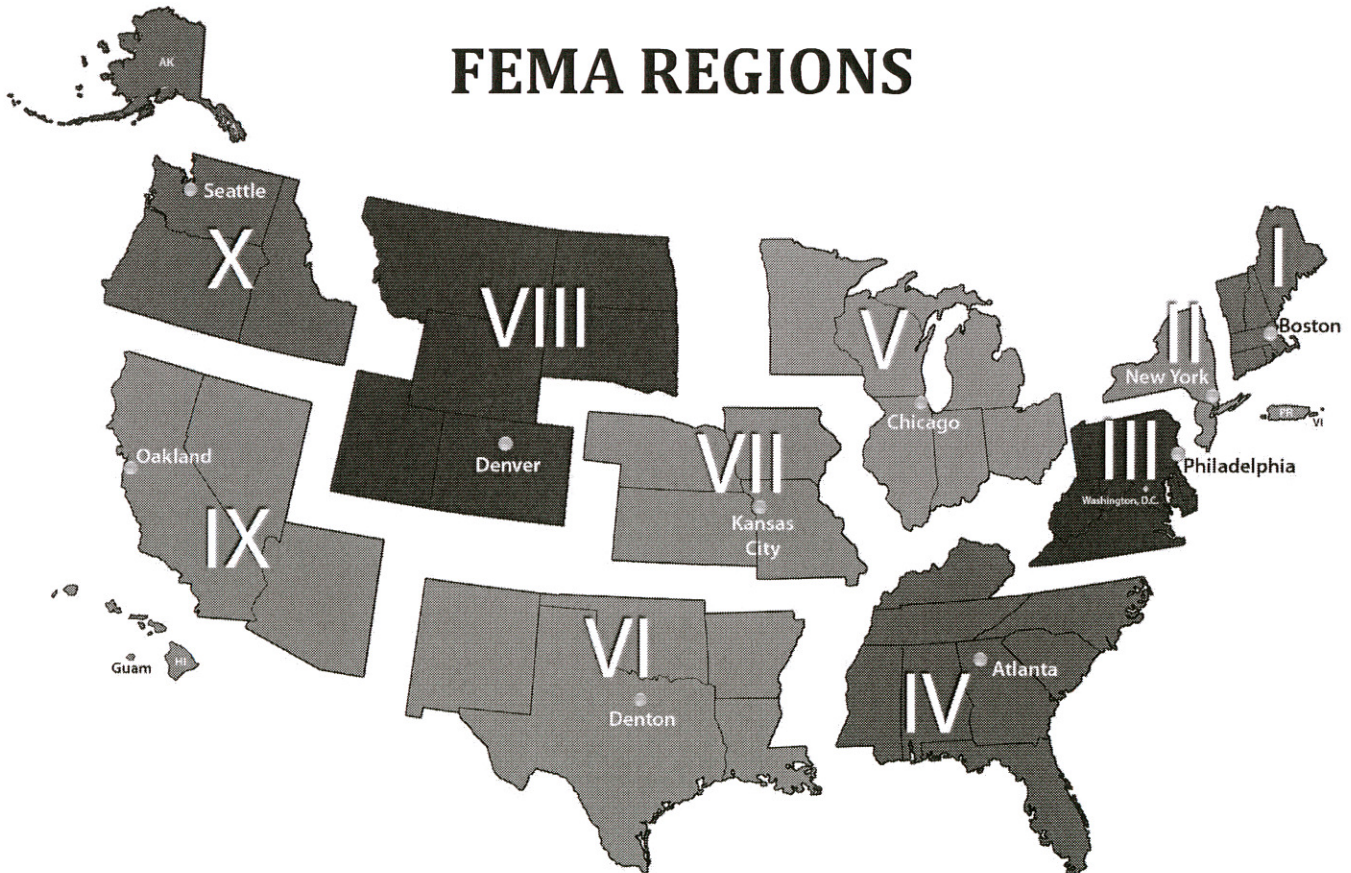 FEMA REGIONS
AK
Seattle
X
VIII
V
I
II
Boston
New York
PR
VI
Chicago
III
Philadelphia
Washington, D.C.
Oakland
Denver
VII
Kansas
City
IX
Guam
HI
VI
Denton
IV
Atlanta